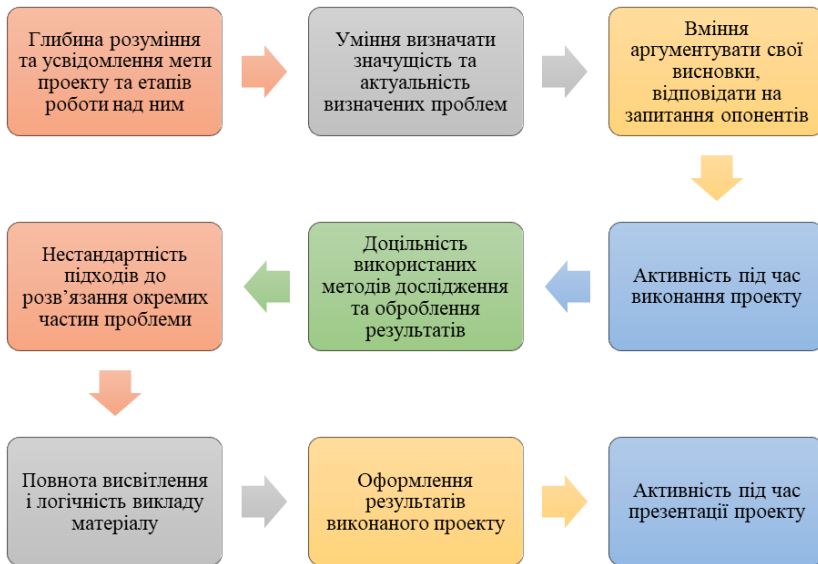 Глибина розуміння
та усвідомлення мети
проекту та етапів
роботи над ним
Уміння визначати
значущість та
актуальність
визначених проблем
Вміння
аргументувати свої
висновки,
відповідати на
запитання опонентів
Активність під час
виконання проекту
Доцільність
використаних
методів дослідження
та оброблення
результатів
Нестандартність
підходів до
розв’язання окремих
частин проблеми
Повнота висвітлення
і логічність викладу
матеріалу
Оформлення
результатів
виконаного проекту
Активність під час
презентації проекту